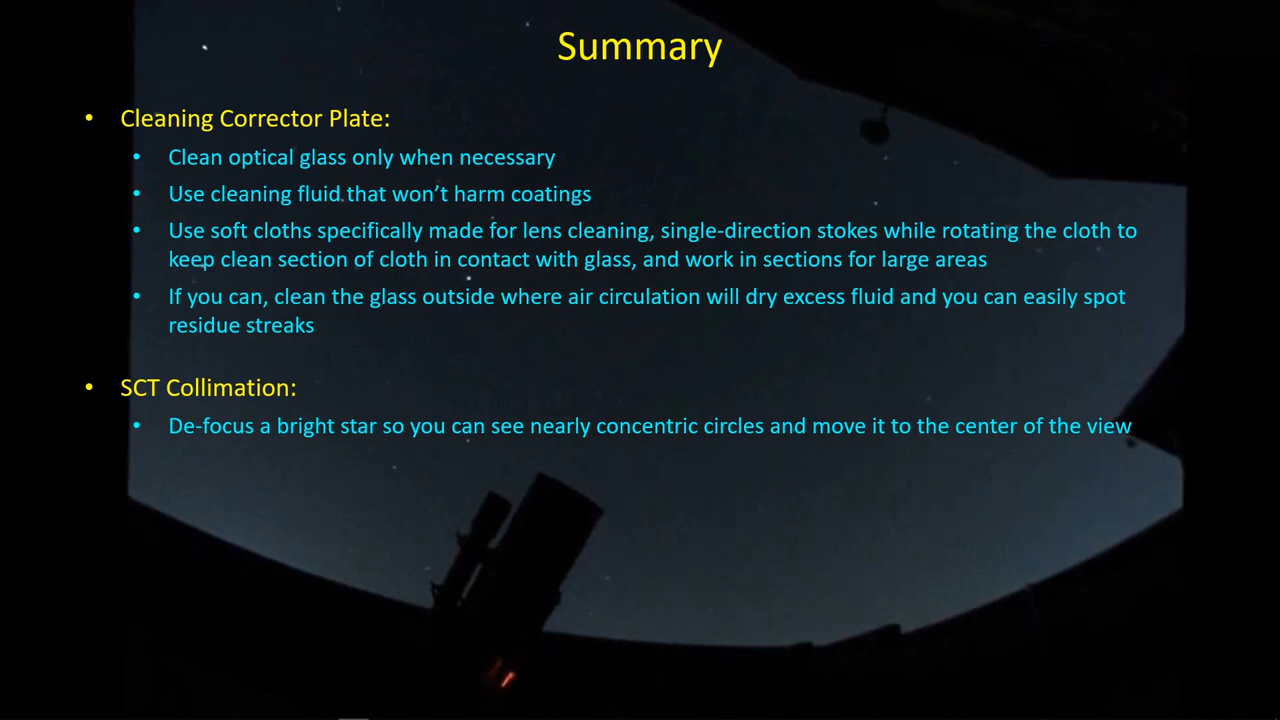 Summary
• Cleaning Corrector Plate:
• Clean optical glass only when necessary
• Use cleaning fluid that won’t harm coatings
• Use soft cloths specifically made for lens cleaning, single-direction stokes while rotating the cloth to
keep clean section of cloth in contact with glass, and work in sections for large areas
• If you can, clean the glass outside where air circulation will dry excess fluid and you can easily spot
residue streaks
• SCT Collimation:
• De-focus a bright star so you can see nearly concentric circles and move it to the center of the view